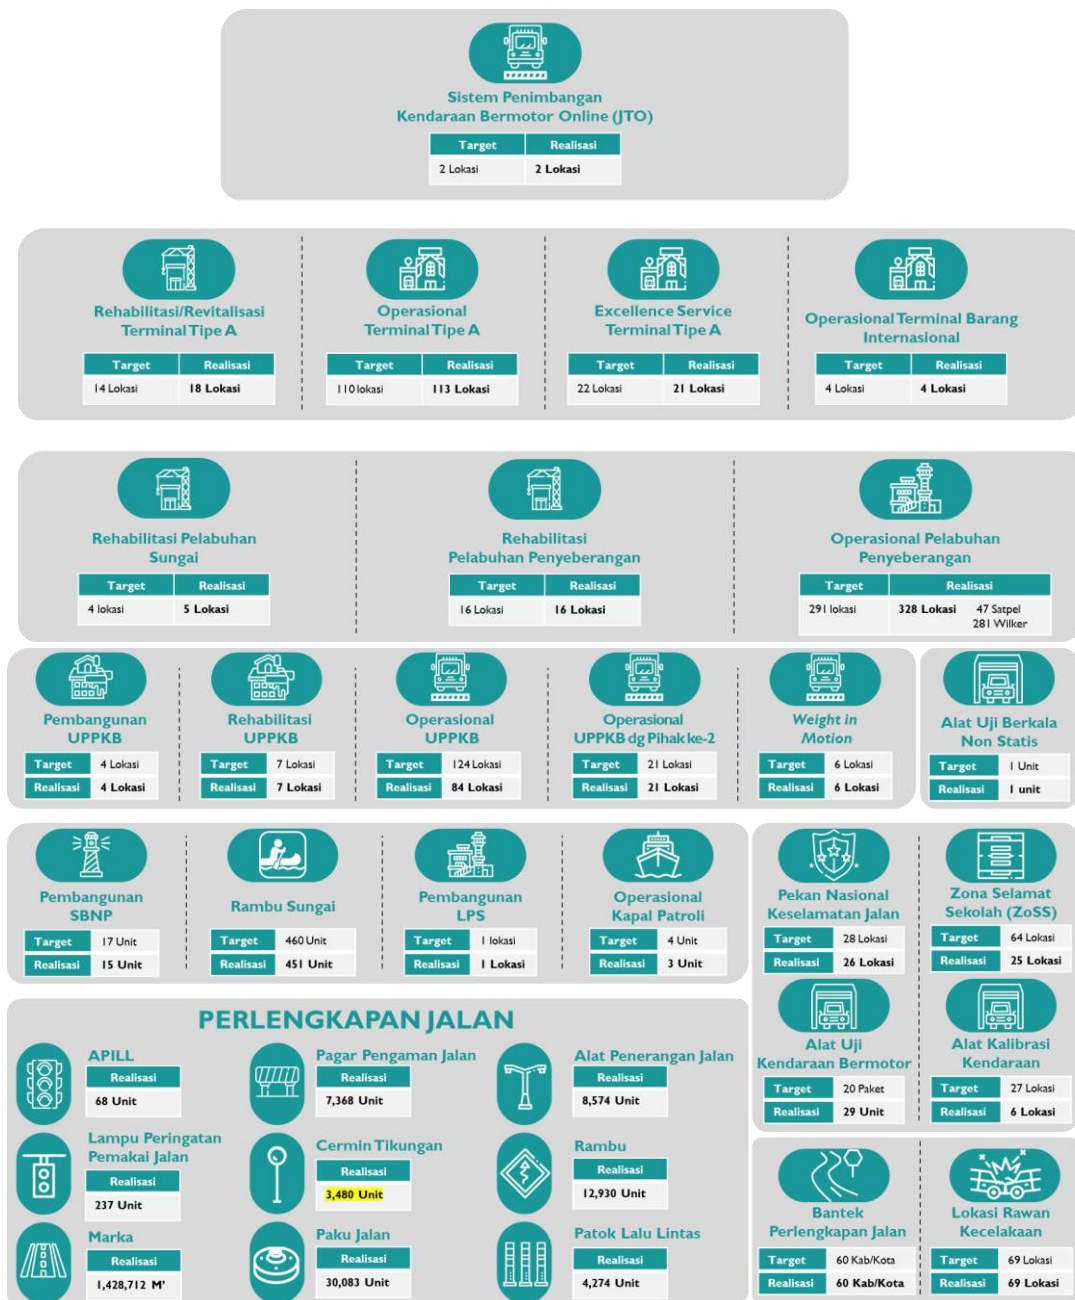 Sistem Penimbangan
Kendaraan Bermotor Online (JTO)
Target Realisasi
2 Lokasi 2 Lokasi
Rehabilitasi/Revitalisasi
Terminal Tipe A
Target Realisasi
14 Lokasi 18 Lokasi
Operasional
Terminal Tipe A
Target Realisasi
110 lokasi 113 Lokasi
Excellence Service
Terminal Tipe A
Target Realisasi
22 Lokasi 21 Lokasi
Operasional Terminal Barang
Internasional
Target Realisasi
4 Lokasi 4 Lokasi
Rehabilitasi Pelabuhan
Sungai
Target Realisasi
4 lokasi 5 Lokasi
Rehabilitasi
Pelabuhan Penyeberangan
Target Realisasi
16 Lokasi 16 Lokasi
Operasional Pelabuhan
Penyeberangan
Target Realisasi
291 lokasi 328 Lokasi 47 Satpel
281 Wilker
Pembangunan
UPPKB
Target 4 Lokasi
Realisasi 4 Lokasi
Rehabilitasi
UPPKB
Target 7 Lokasi
Realisasi 7 Lokasi
Operasional
UPPKB
Target 124 Lokasi
Realisasi 84 Lokasi
Operasional
UPPKB dg Pihak ke-2
Target 21 Lokasi
Realisasi 21 Lokasi
Weight in
Motion
Target 6 Lokasi
Realisasi 6 Lokasi
Alat Uji Berkala
Non Statis
Target 1 Unit
Realisasi 1 unit
Pembangunan
SBNP
Target 17 Unit
Realisasi 15 Unit
Rambu Sungai
Target 460 Unit
Realisasi 451 Unit
Pembangunan
LPS
Target 1 lokasi
Realisasi 1 Lokasi
Operasional
Kapal Patroli
Target 4 Unit
Realisasi 3 Unit
Pekan Nasional
Keselamatan Jalan
Target 28 Lokasi
Realisasi 26 Lokasi
Zona Selamat
Sekolah (ZoSS)
Target 64 Lokasi
Realisasi 25 Lokasi
Alat Uji
Kendaraan Bermotor
Target 20 Paket
Realisasi 29 Unit
Alat Kalibrasi
Kendaraan
Target 27 Lokasi
Realisasi 6 Lokasi
PERLENGKAPAN JALAN
APILL
Realisasi
68 Unit
Pagar Pengaman Jalan
Realisasi
7,368 Unit
Alat Penerangan Jalan
Realisasi
8,574 Unit
Lampu Peringatan
Pemakai Jalan
Realisasi
237 Unit
Cermin Tikungan
Realisasi
3,480 Unit
Rambu
Realisasi
12,930 Unit
Marka
Realisasi
1,428,712 M'
Paku Jalan
Realisasi
30,083 Unit
Patok Lalu Lintas
Realisasi
4,274 Unit
Bantek
Perlengkapan Jalan
Target 60 Kab/Kota
Realisasi 60 Kab/Kota
Lokasi Rawan
Kecelakaan
Target 69 Lokasi
Realisasi 69 Lokasi